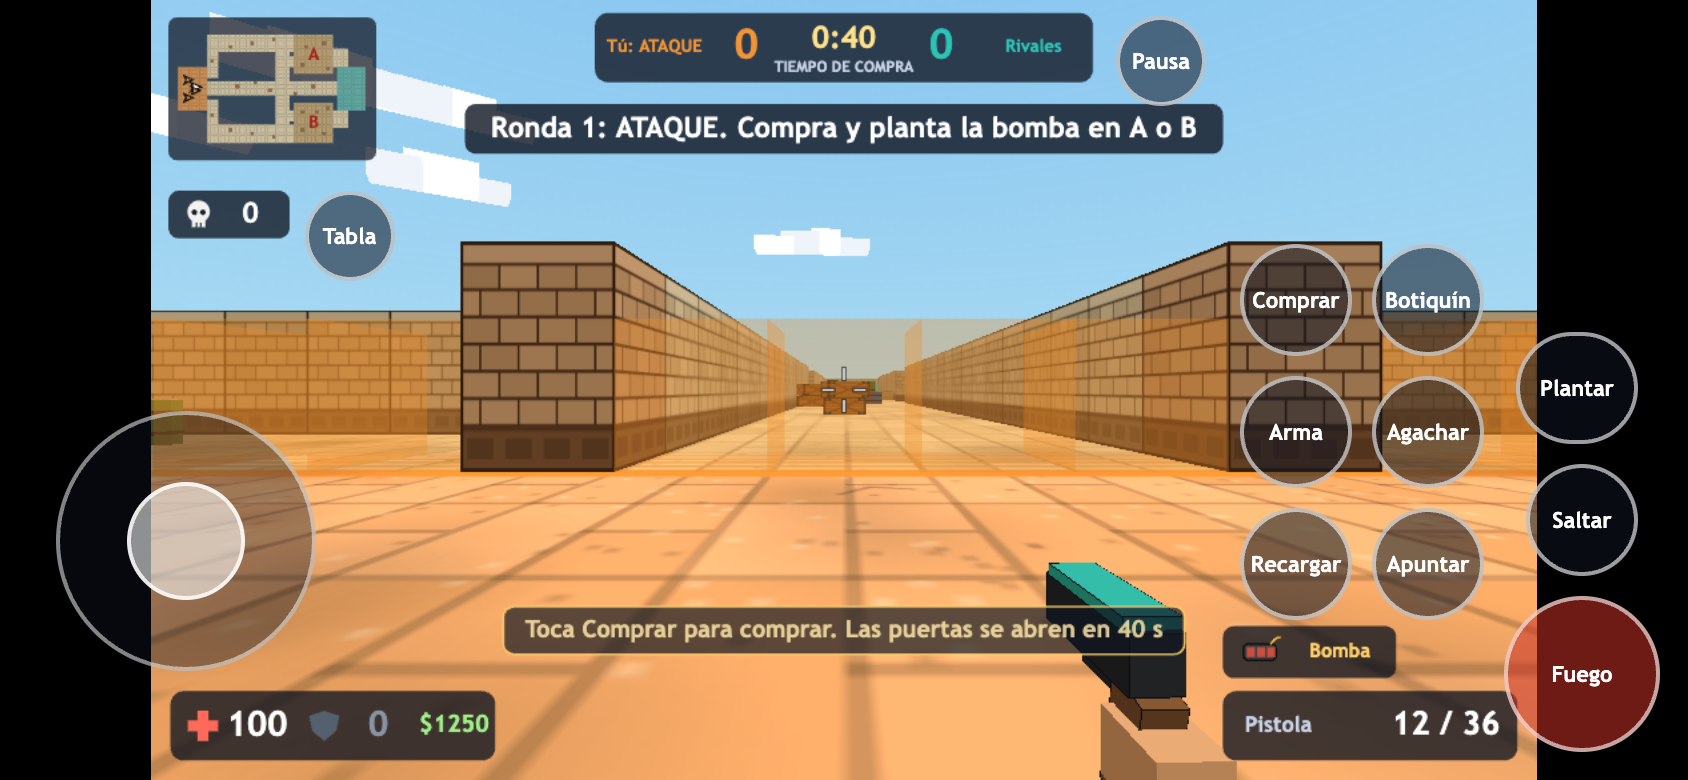 A
B
Tú: ATAQUE 0 0:40 0 Rivales
TIEMPO DE COMPRA
Pausa
Ronda 1: ATAQUE. Compra y planta la bomba en A o B
0
Tabla
Comprar Botiquín
Plantar
Arma Agachar
Saltar
Recargar Apuntar
Toca Comprar para comprar. Las puertas se abren en 40 s
Bomba
Fuego
100 0 $1250
Pistola 12 / 36